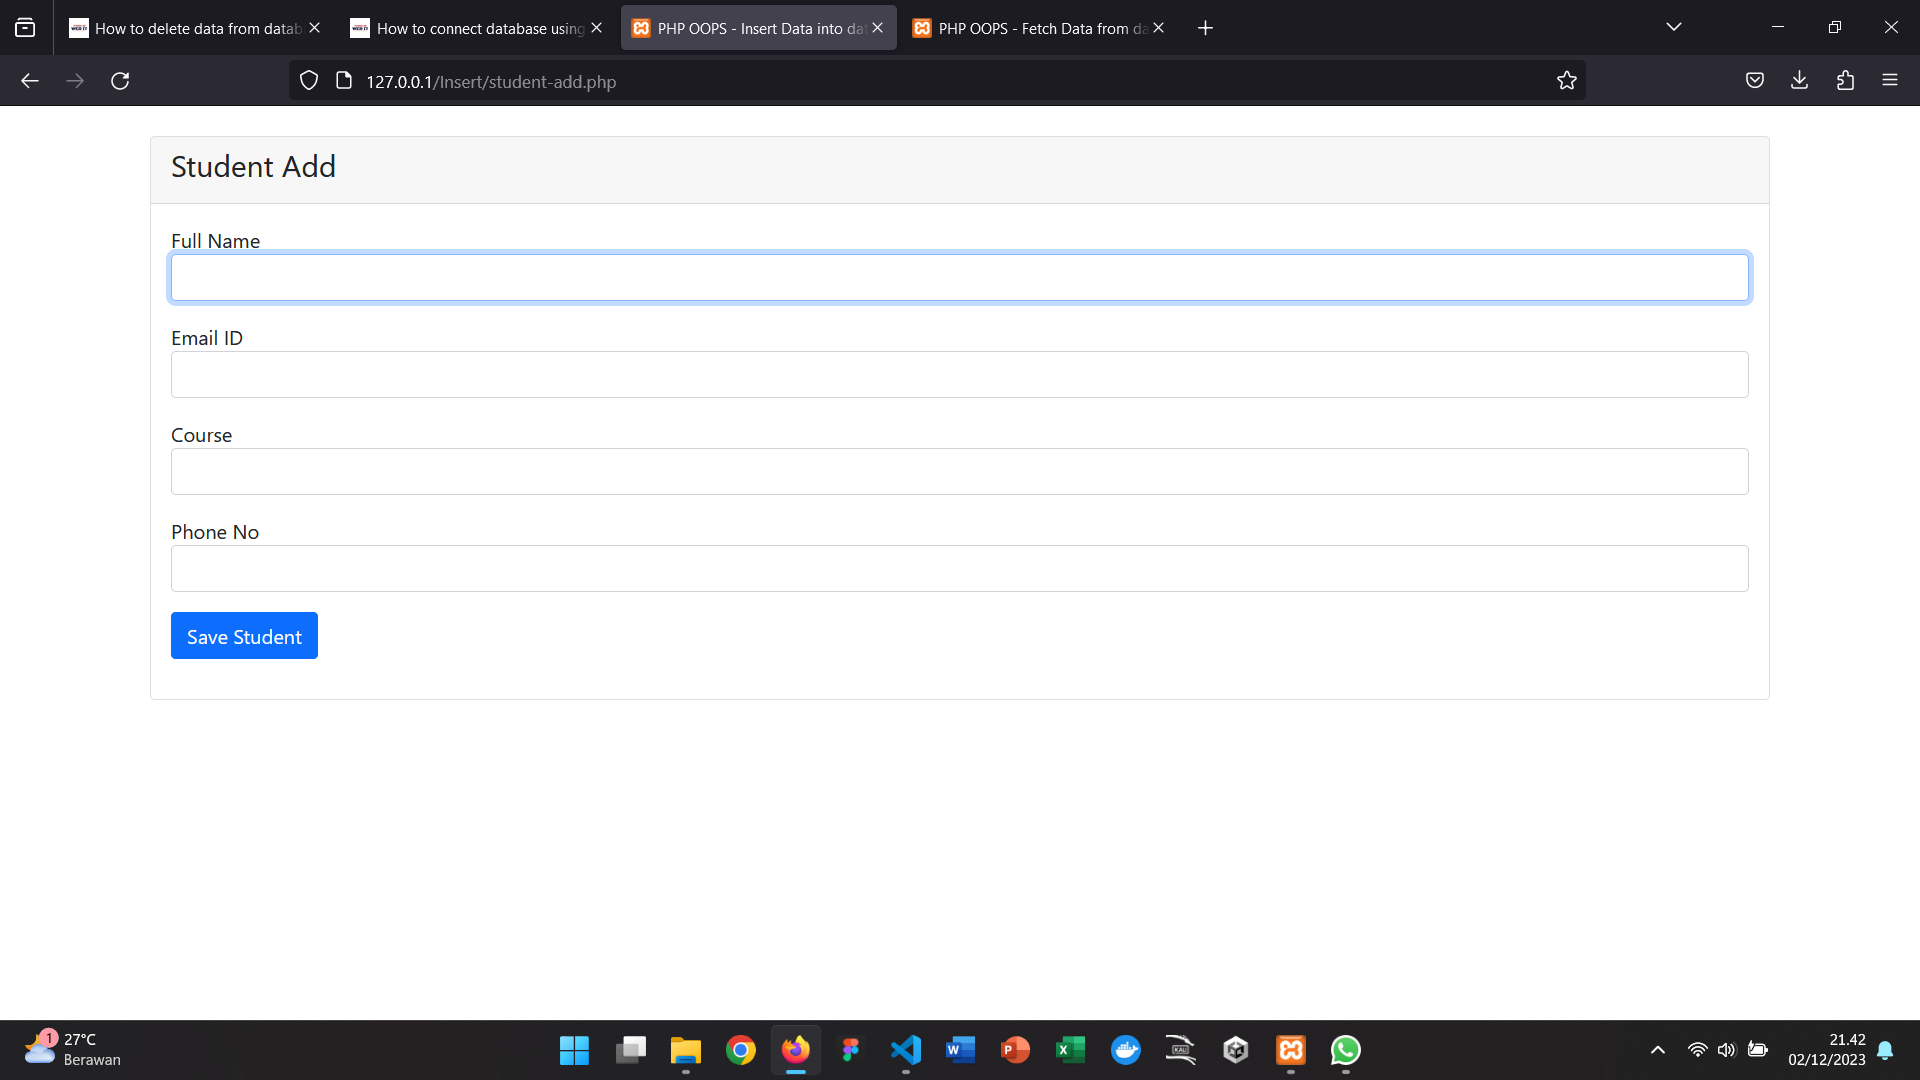 How to delete data from datab
How to connect database using
PHP OOPS - Insert Data into dat
PHP OOPS - Fetch Data from da
127.0.0.1/Insert/student-add.php
Student Add
Full Name
Email ID
Course
Phone No
Save Student
1
27°C
Berawan
21.42
02/12/2023